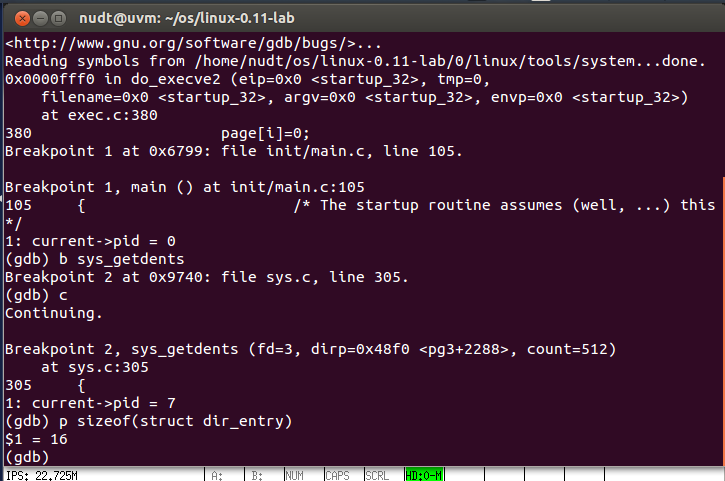 nudt@uvm: ~/os/linux-0.11-lab
<http://www.gnu.org/software/gdb/bugs/>...
Reading symbols from /home/nudt/os/linux-0.11-lab/0/linux/tools/system...done.
0x0000fff0 in do_execve2 (eip=0x0 <startup_32>, tmp=0,
    filename=0x0 <startup_32>, argv=0x0 <startup_32>, envp=0x0 <startup_32>)
    at exec.c:380
380                     page[i]=0;
Breakpoint 1 at 0x6799: file init/main.c, line 105.
Breakpoint 1, main () at init/main.c:105
105     {                       /* The startup routine assumes (well, ...) this
*/
1: current->pid = 0
(gdb) b sys_getdents
Breakpoint 2 at 0x9740: file sys.c, line 305.
(gdb) c
Continuing.
Breakpoint 2, sys_getdents (fd=3, dirp=0x48f0 <pg3+2288>, count=512)
    at sys.c:305
305     {
1: current->pid = 7
(gdb) p sizeof(struct dir_entry)
$1 = 16
(gdb)
IPS: 22.725M A: B: NUM CAPS SCRL HD:0-M